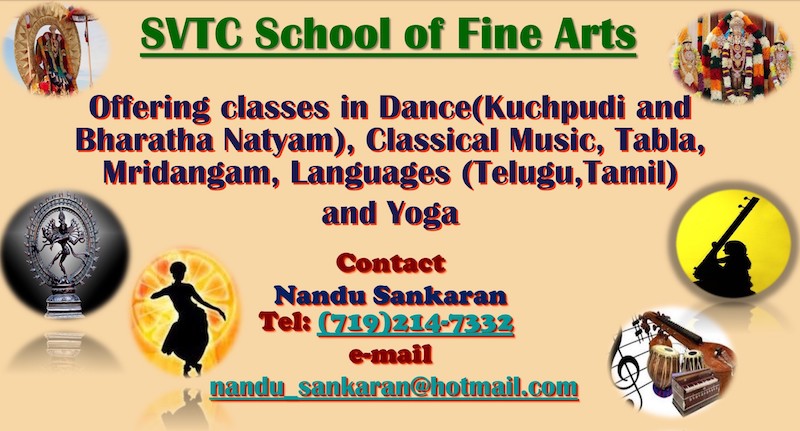 SVTC School of Fine Arts
Offering classes in Dance(Kuchpudi and
Bharatha Natyam), Classical Music, Tabla,
Mridangam, Languages (Telugu,Tamil)
and Yoga
Contact
Nandu Sankaran
Tel: (719)214-7332
e-mail
nandu_sankaran@hotmail.com